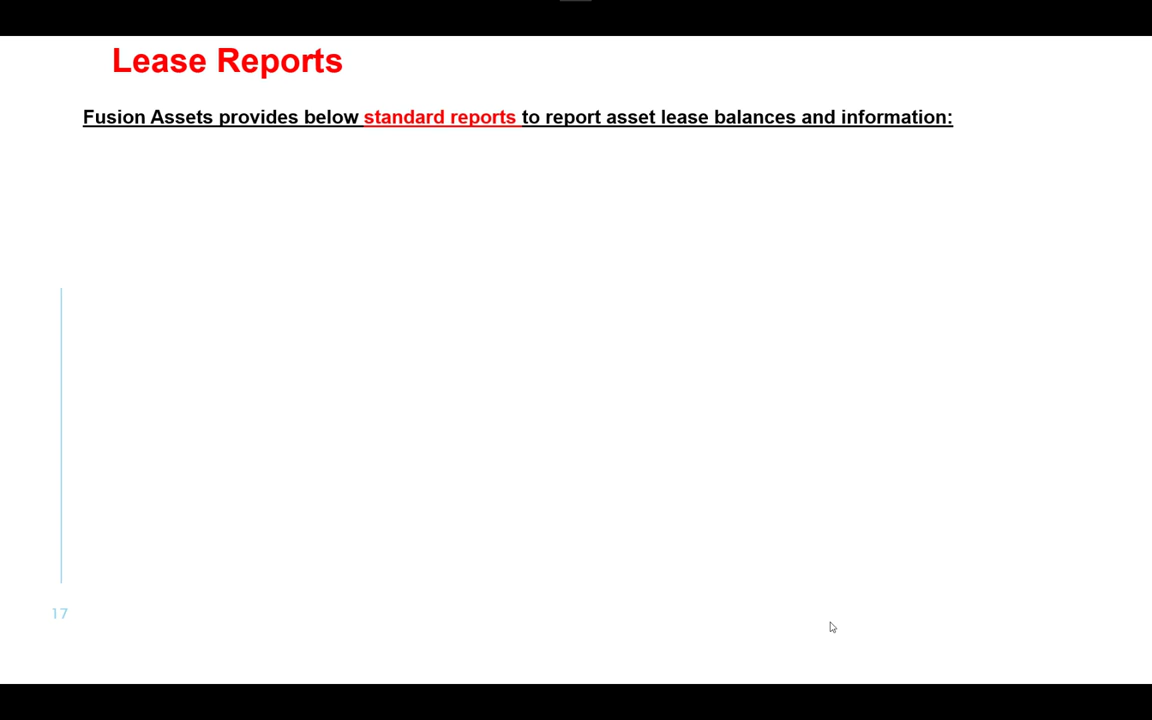 Lease Reports
Fusion Assets provides below standard reports to report asset lease balances and information:
17